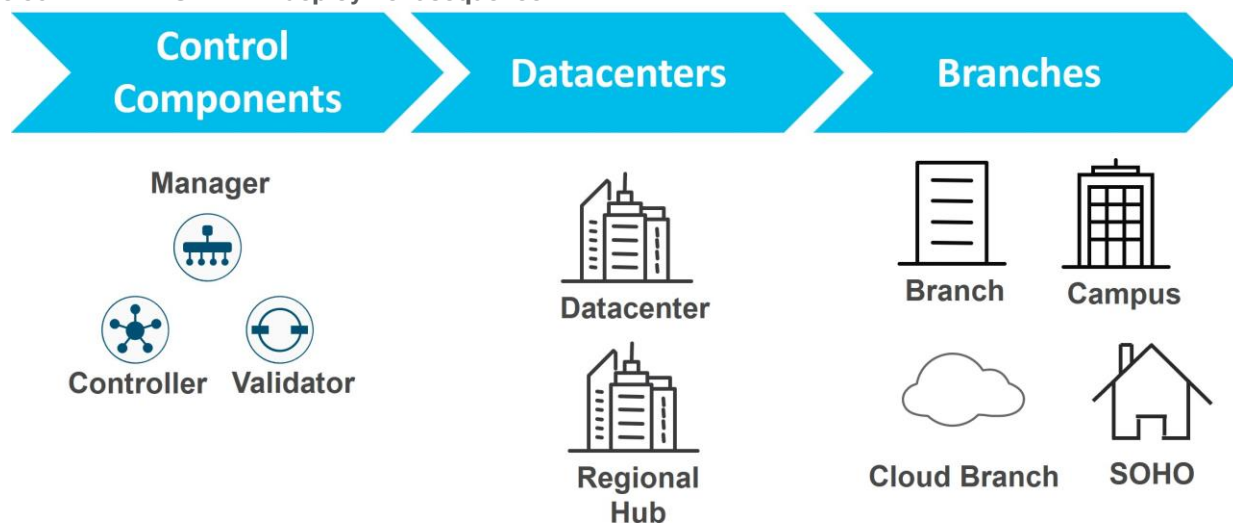 Control
Components
Datacenters
Branches
Manager
Controller
Validator
Datacenter
Regional
Hub
Branch
Campus
Cloud Branch
SOHO